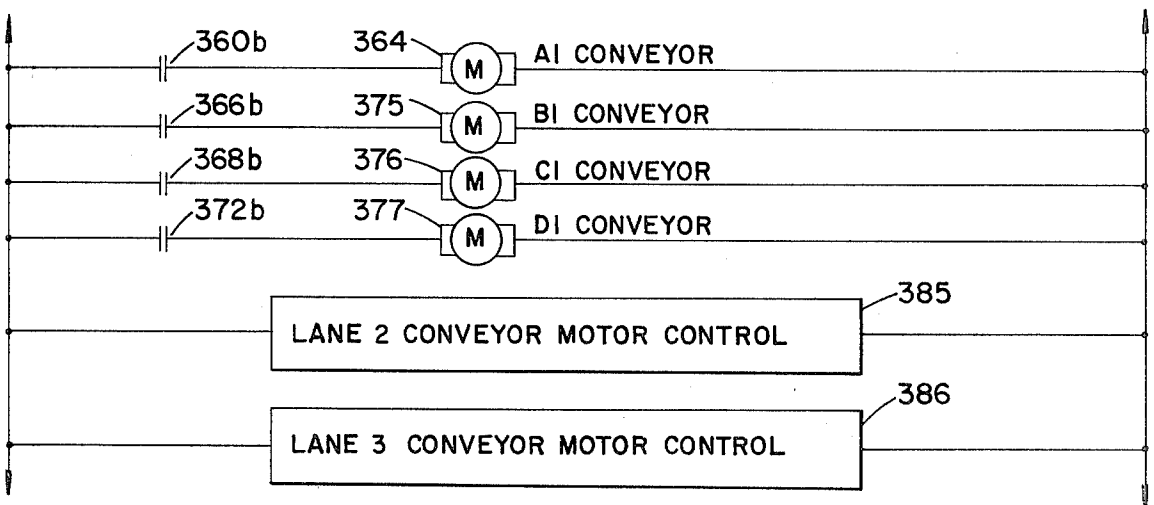 360b 364 M A1 CONVEYOR
366b 375 M B1 CONVEYOR
368b 376 M C1 CONVEYOR
372b 377 M D1 CONVEYOR
385
LANE 2 CONVEYOR MOTOR CONTROL
386
LANE 3 CONVEYOR MOTOR CONTROL